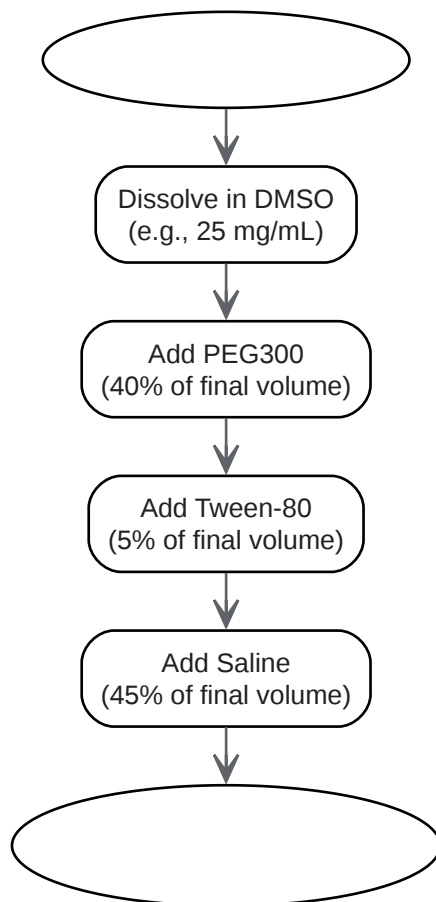 Dissolve in DMSO
(e.g., 25 mg/mL)
Add PEG300
(40% of final volume)
Add Tween-80
(5% of final volume)
Add Saline
(45% of final volume)